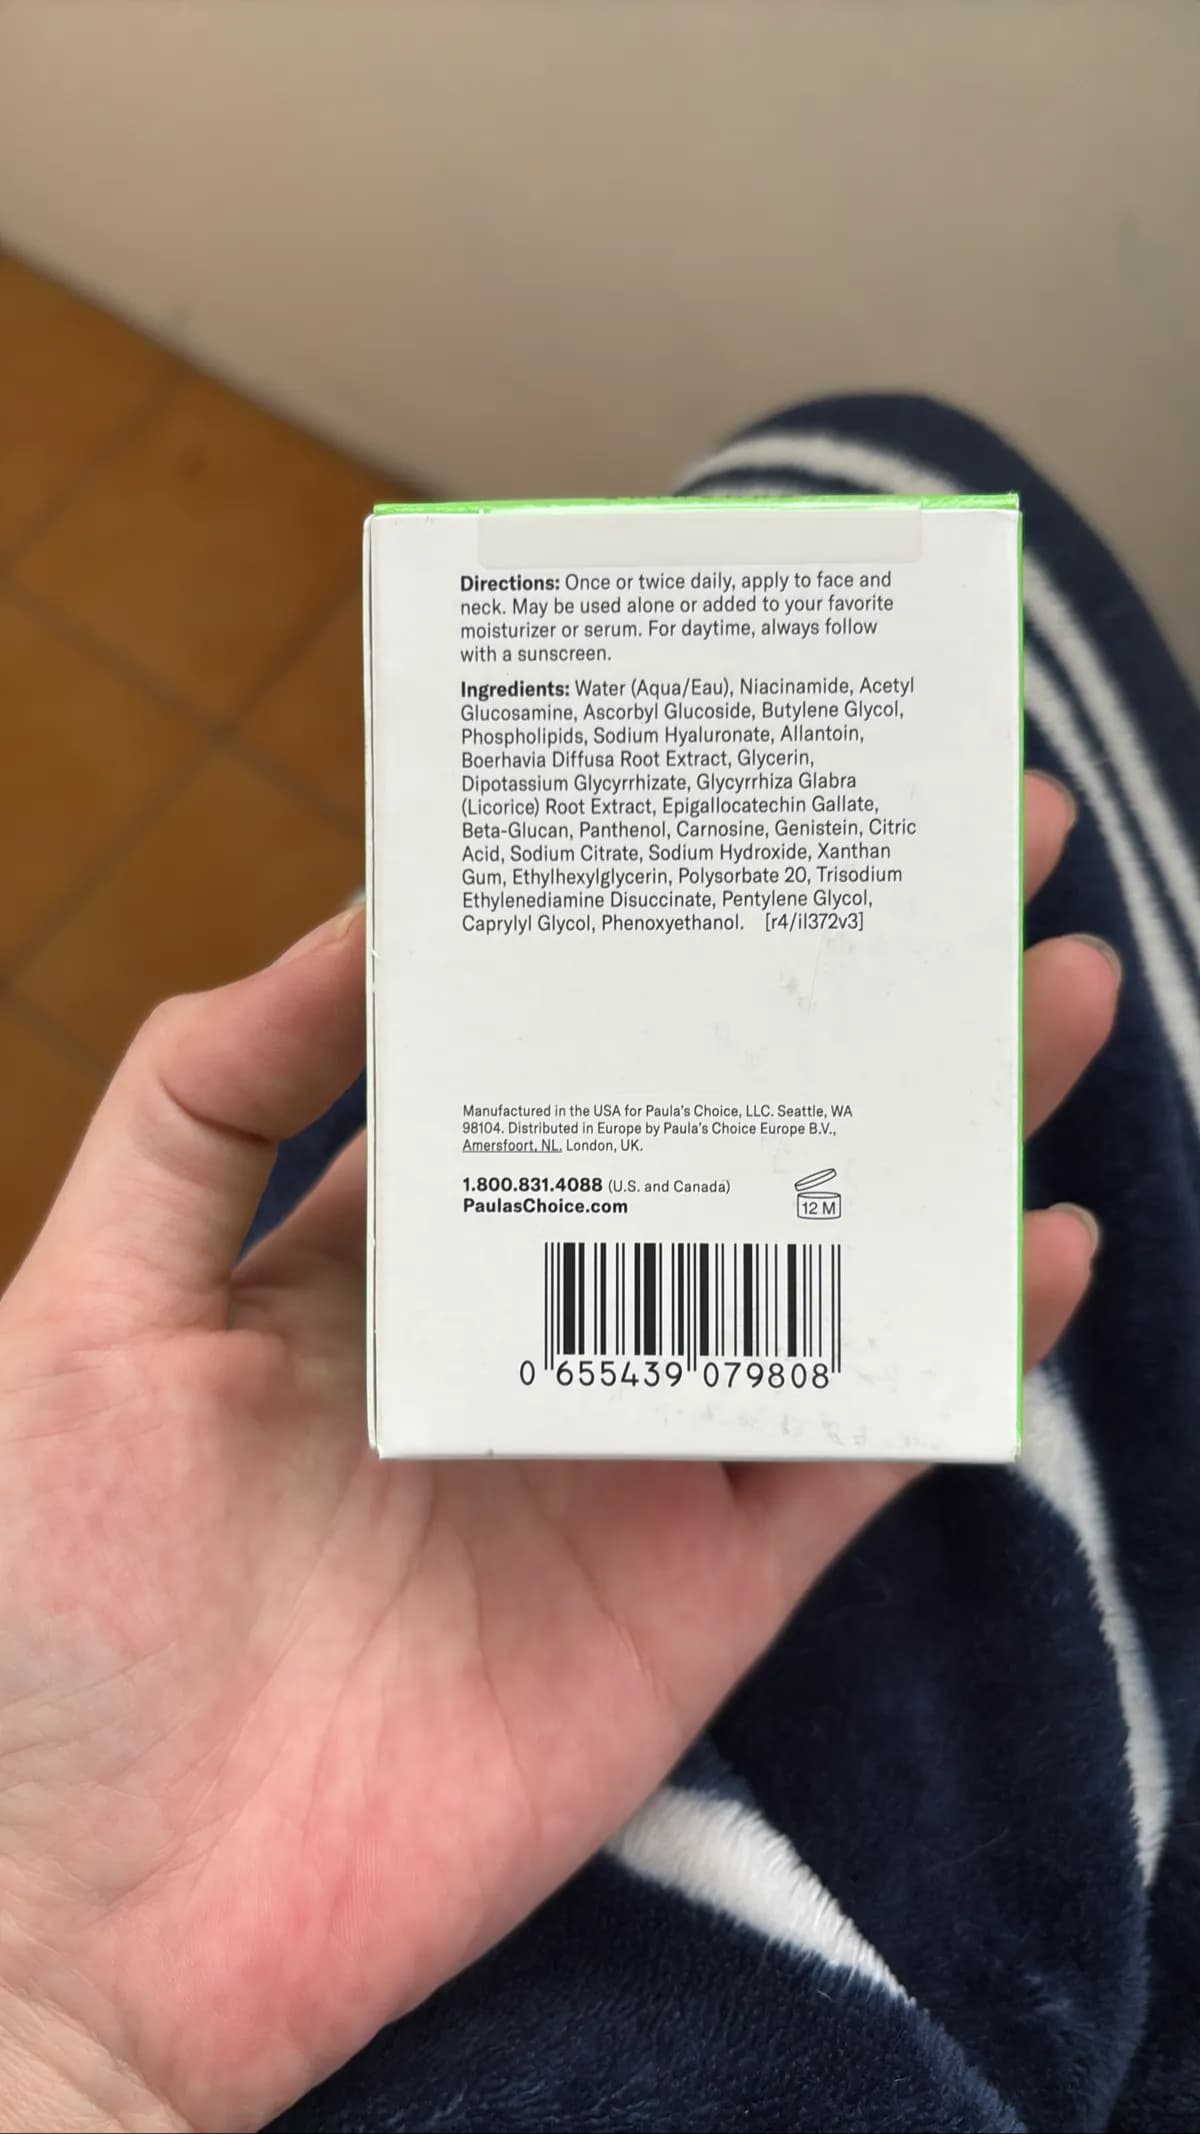 Directions: Once or twice daily, apply to face and
neck. May be used alone or added to your favorite
moisturizer or serum. For daytime, always follow
with a sunscreen.
Ingredients: Water (Aqua/Eau), Niacinamide, Acetyl
Glucosamine, Ascorbyl Glucoside, Butylene Glycol,
Phospholipids, Sodium Hyaluronate, Allantoin,
Boerhavia Diffusa Root Extract, Glycerin,
Dipotassium Glycyrrhizate, Glycyrrhiza Glabra
(Licorice) Root Extract, Epigallocatechin Gallate,
Beta-Glucan, Panthenol, Carnosine, Genistein, Citric
Acid, Sodium Citrate, Sodium Hydroxide, Xanthan
Gum, Ethylhexylglycerin, Polysorbate 20, Trisodium
Ethylenediamine Disuccinate, Pentylene Glycol,
Caprylyl Glycol, Phenoxyethanol. [r4/il372v3]
Manufactured in the USA for Paula's Choice, LLC. Seattle, WA
98104. Distributed in Europe by Paula's Choice Europe B.V.,
Amersfoort, NL. London, UK.
1.800.831.4088 (U.S. and Canada)
PaulasChoice.com
12 M
0 655439 079808